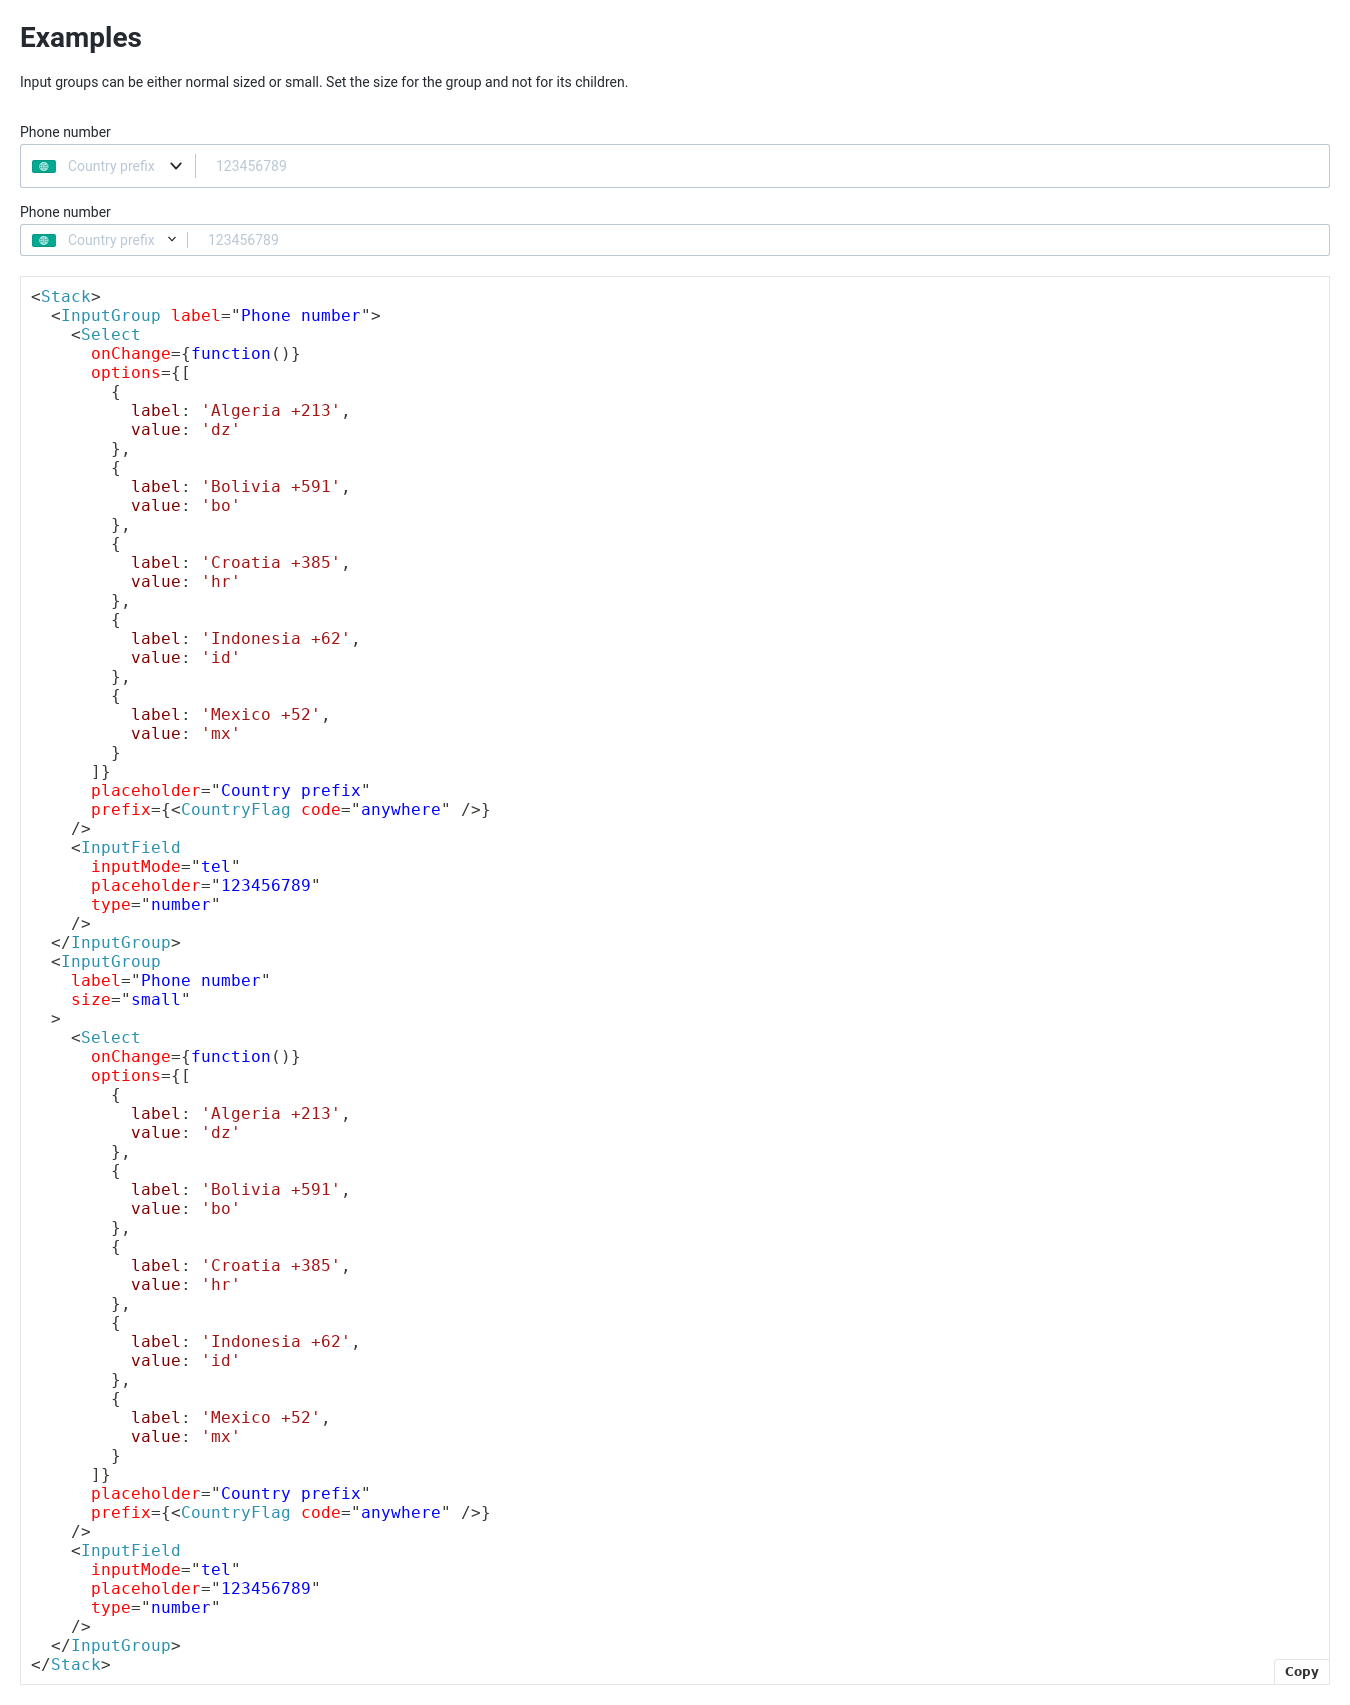 Examples
Input groups can be either normal sized or small. Set the size for the group and not for its children.
Phone number
Country prefix 123456789
Phone number
Country prefix 123456789
<Stack>
  <InputGroup label="Phone number">
    <Select
      onChange={function()}
      options={[
        {
          label: 'Algeria +213',
          value: 'dz'
        },
        {
          label: 'Bolivia +591',
          value: 'bo'
        },
        {
          label: 'Croatia +385',
          value: 'hr'
        },
        {
          label: 'Indonesia +62',
          value: 'id'
        },
        {
          label: 'Mexico +52',
          value: 'mx'
        }
      ]}
      placeholder="Country prefix"
      prefix={<CountryFlag code="anywhere" />}
    />
    <InputField
      inputMode="tel"
      placeholder="123456789"
      type="number"
    />
  </InputGroup>
  <InputGroup
    label="Phone number"
    size="small"
  >
    <Select
      onChange={function()}
      options={[
        {
          label: 'Algeria +213',
          value: 'dz'
        },
        {
          label: 'Bolivia +591',
          value: 'bo'
        },
        {
          label: 'Croatia +385',
          value: 'hr'
        },
        {
          label: 'Indonesia +62',
          value: 'id'
        },
        {
          label: 'Mexico +52',
          value: 'mx'
        }
      ]}
      placeholder="Country prefix"
      prefix={<CountryFlag code="anywhere" />}
    />
    <InputField
      inputMode="tel"
      placeholder="123456789"
      type="number"
    />
  </InputGroup>
</Stack>
Copy